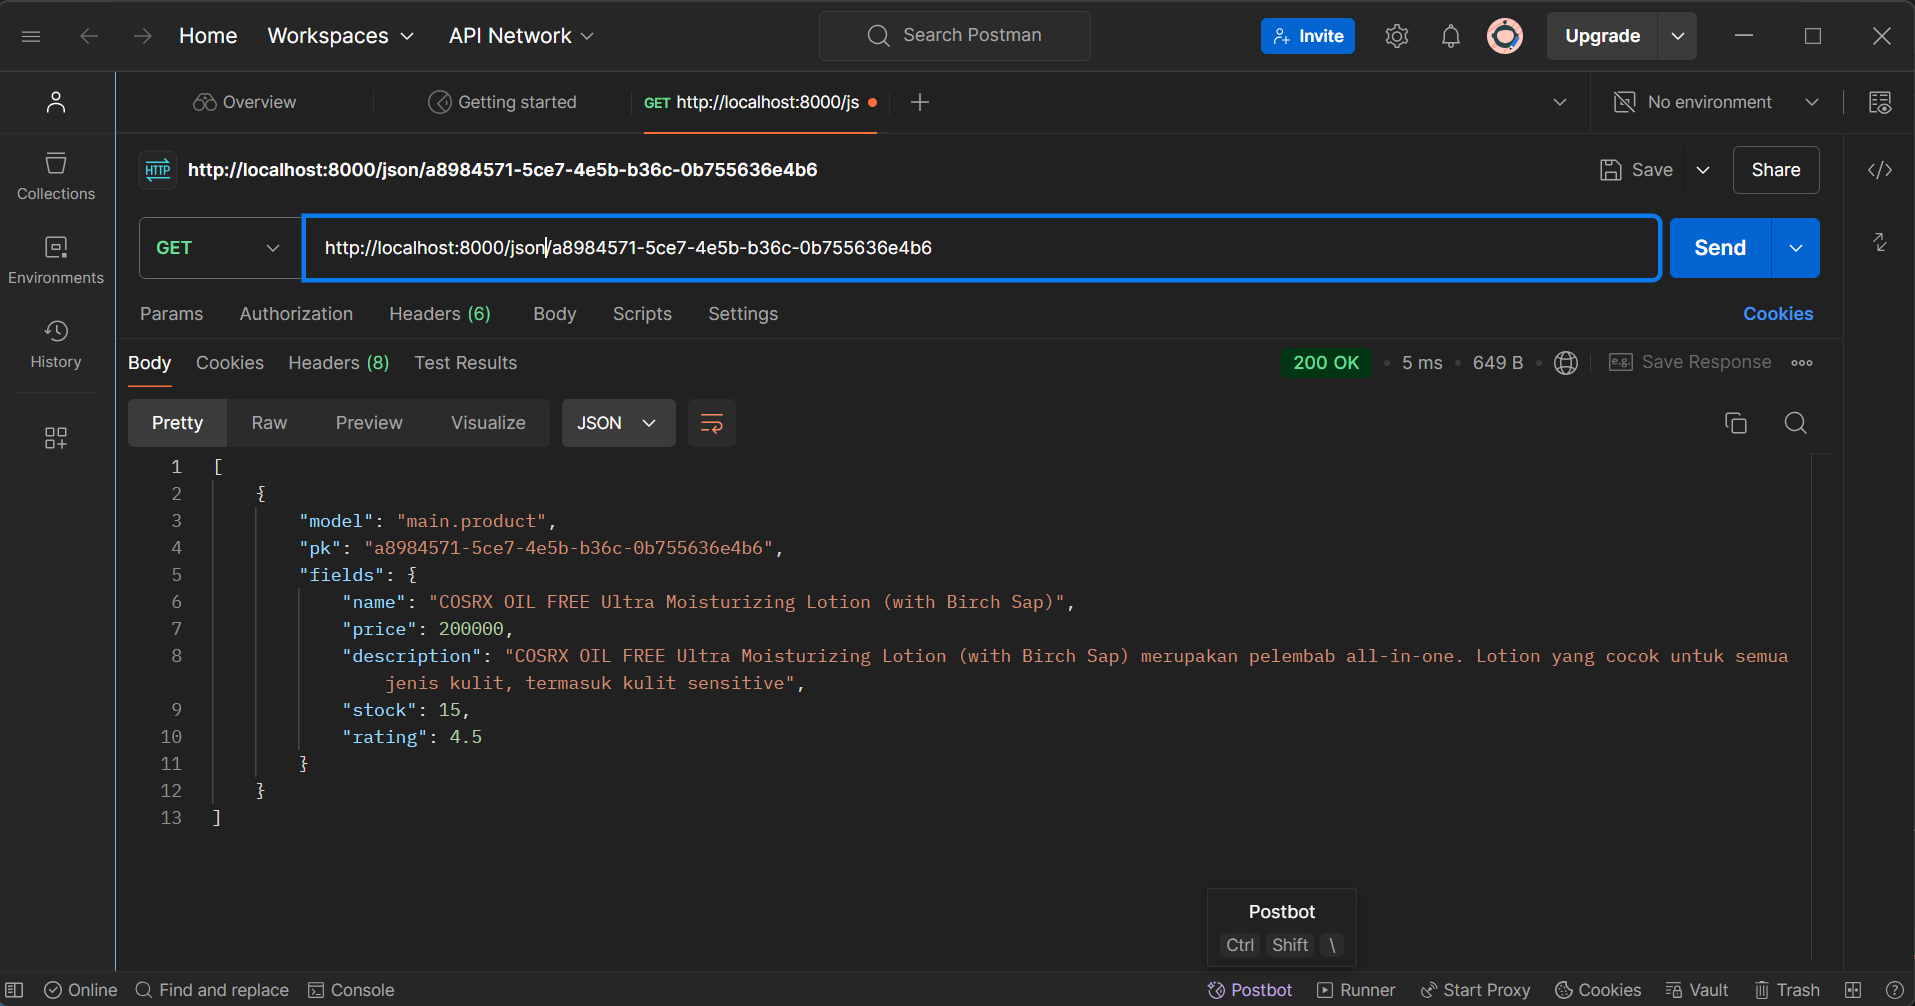 Home Workspaces API Network Search Postman Invite Upgrade
Overview Getting started GET http://localhost:8000/js No environment
HTTP http://localhost:8000/json/a8984571-5ce7-4e5b-b36c-0b755636e4b6 Save Share
Collections
GET http://localhost:8000/json/a8984571-5ce7-4e5b-b36c-0b755636e4b6 Send
Environments
Params Authorization Headers (6) Body Scripts Settings Cookies
History
Body Cookies Headers (8) Test Results 200 OK • 5 ms • 649 B • e.g. Save Response
Pretty Raw Preview Visualize JSON
1 [
2 {
3 "model": "main.product",
4 "pk": "a8984571-5ce7-4e5b-b36c-0b755636e4b6",
5 "fields": {
6 "name": "COSRX OIL FREE Ultra Moisturizing Lotion (with Birch Sap)",
7 "price": 200000,
8 "description": "COSRX OIL FREE Ultra Moisturizing Lotion (with Birch Sap) merupakan pelembab all-in-one. Lotion yang cocok untuk semua
jenis kulit, termasuk kulit sensitive",
9 "stock": 15,
10 "rating": 4.5
11 }
12 }
13 ]
Postbot
Ctrl Shift \
Online Find and replace Console Postbot Runner Start Proxy Cookies Vault Trash